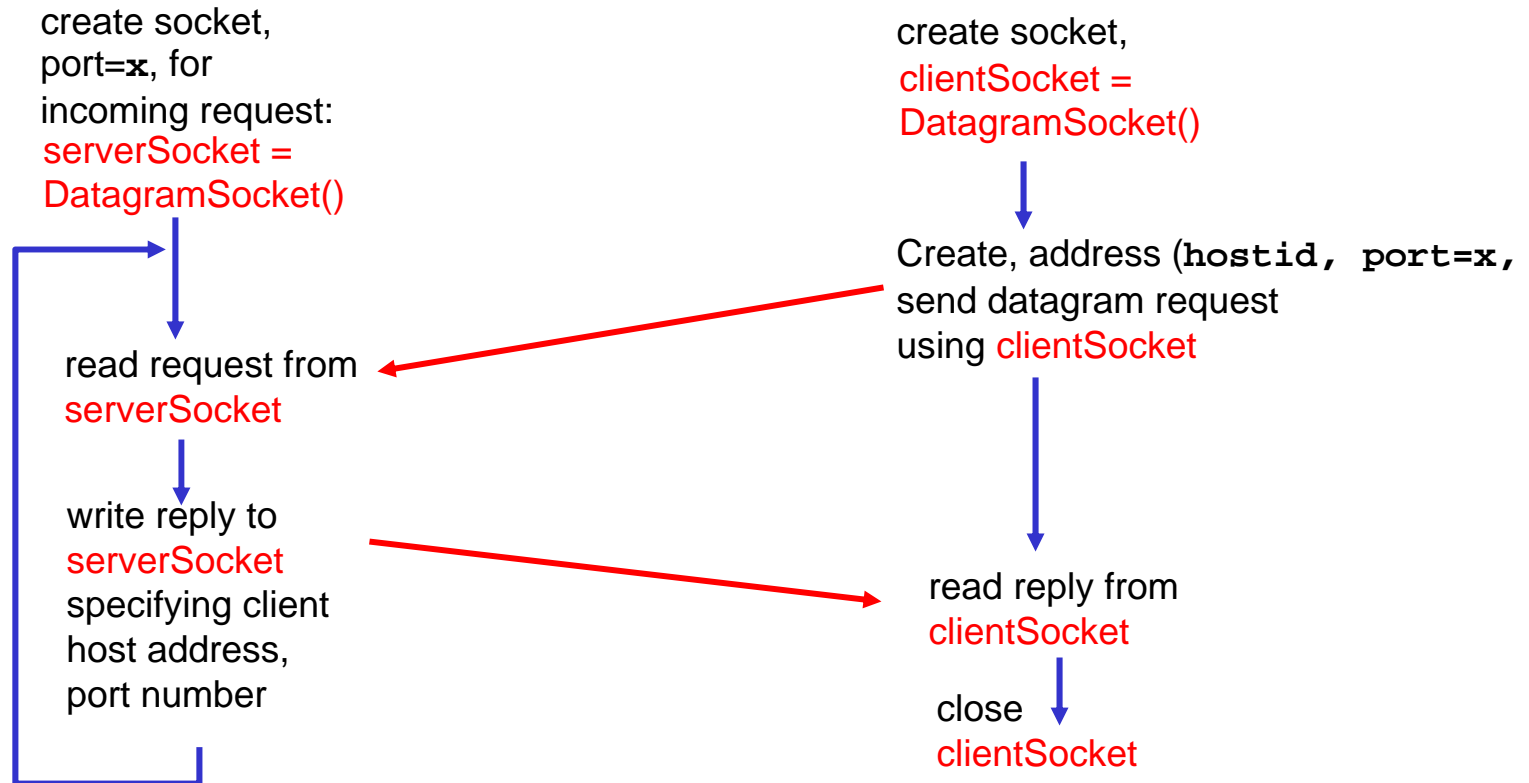 create socket,
port=x, for
incoming request:
serverSocket =
DatagramSocket()
read request from
serverSocket
write reply to
serverSocket
specifying client
host address,
port number
create socket,
clientSocket =
DatagramSocket()
Create, address (hostid, port=x,
send datagram request
using clientSocket
read reply from
clientSocket
close
clientSocket